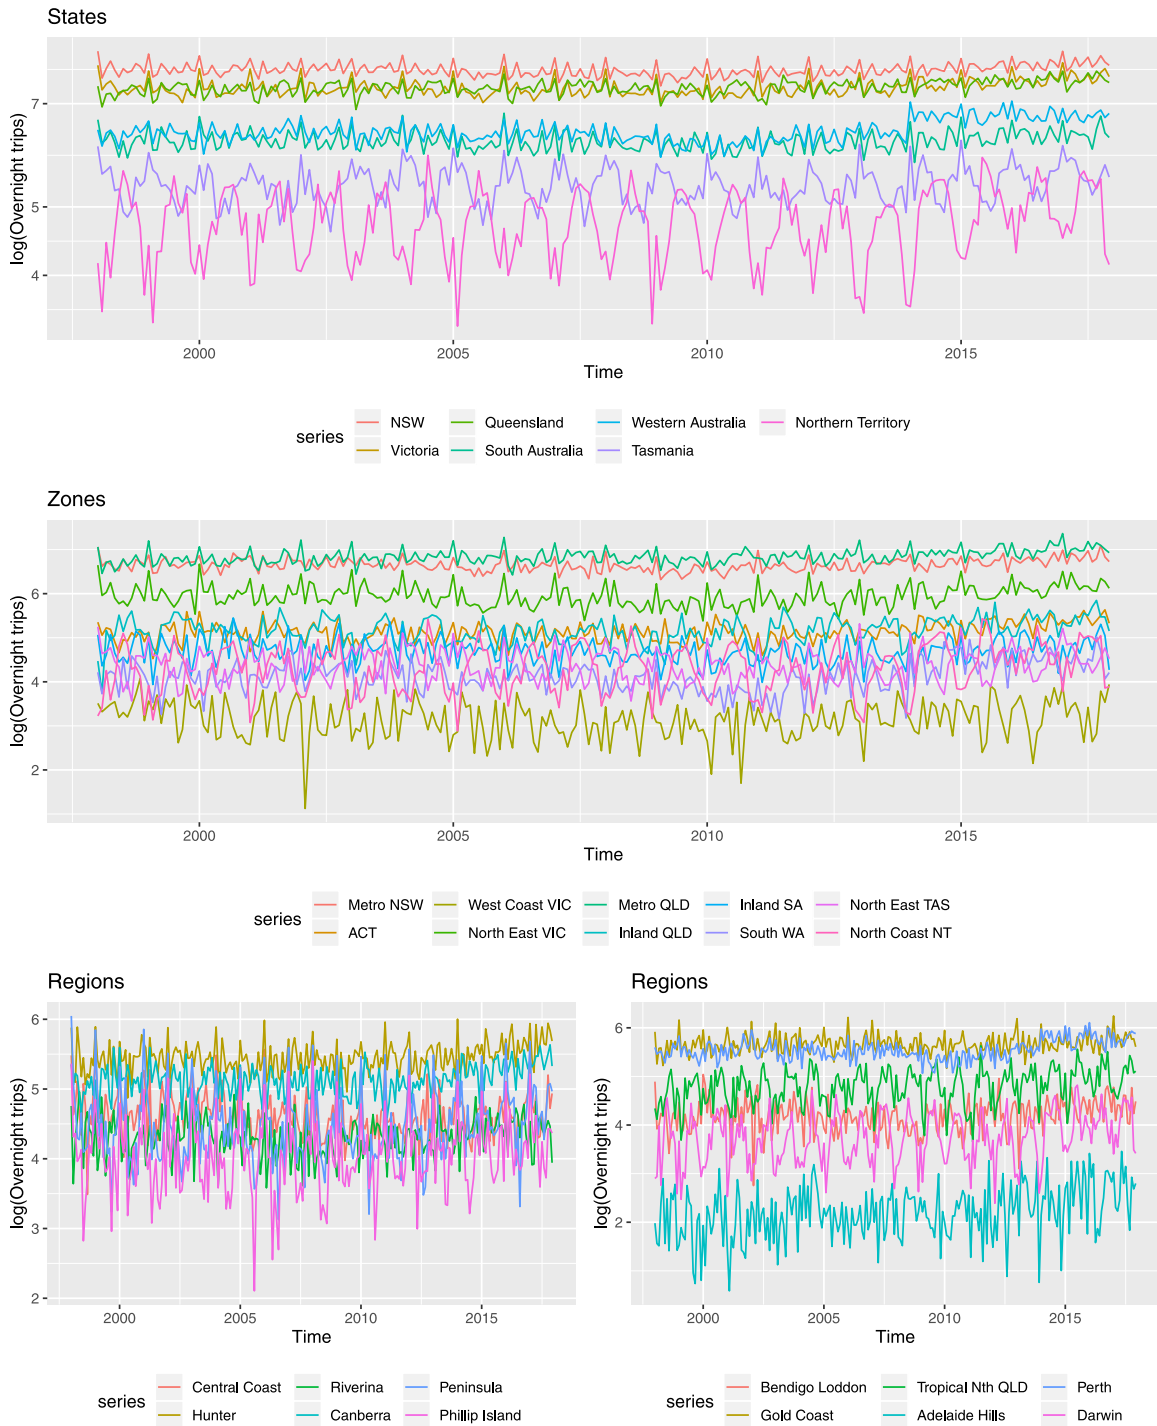 States
log(Overnight trips)
7
5
4
2000 2005 2010 2015
Time
series
NSW Queensland Western Australia Northern Territory
Victoria South Australia Tasmania
Zones
log(Overnight trips)
6
4
2
2000 2005 2010 2015
Time
series
Metro NSW West Coast VIC Metro QLD Inland SA North East TAS
ACT North East VIC Inland QLD South WA North Coast NT
Regions
log(Overnight trips)
6
5
4
3
2
2000 2005 2010 2015
Time
series
Central Coast Riverina Peninsula
Hunter Canberra Phillip Island
Regions
log(Overnight trips)
6
4
2
2000 2005 2010 2015
Time
series
Bendigo Loddon Tropical Nth QLD Perth
Gold Coast Adelaide Hills Darwin